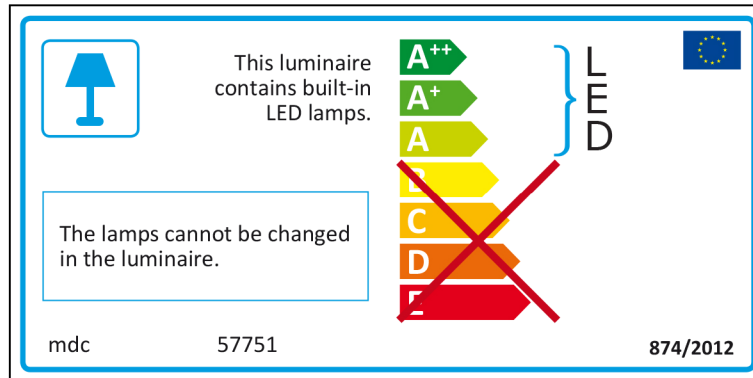 This luminaire
contains built-in
LED lamps.
The lamps cannot be changed
in the luminaire.
A++
A+
A
B
C
D
E
L
E
D
mdc 57751
874/2012